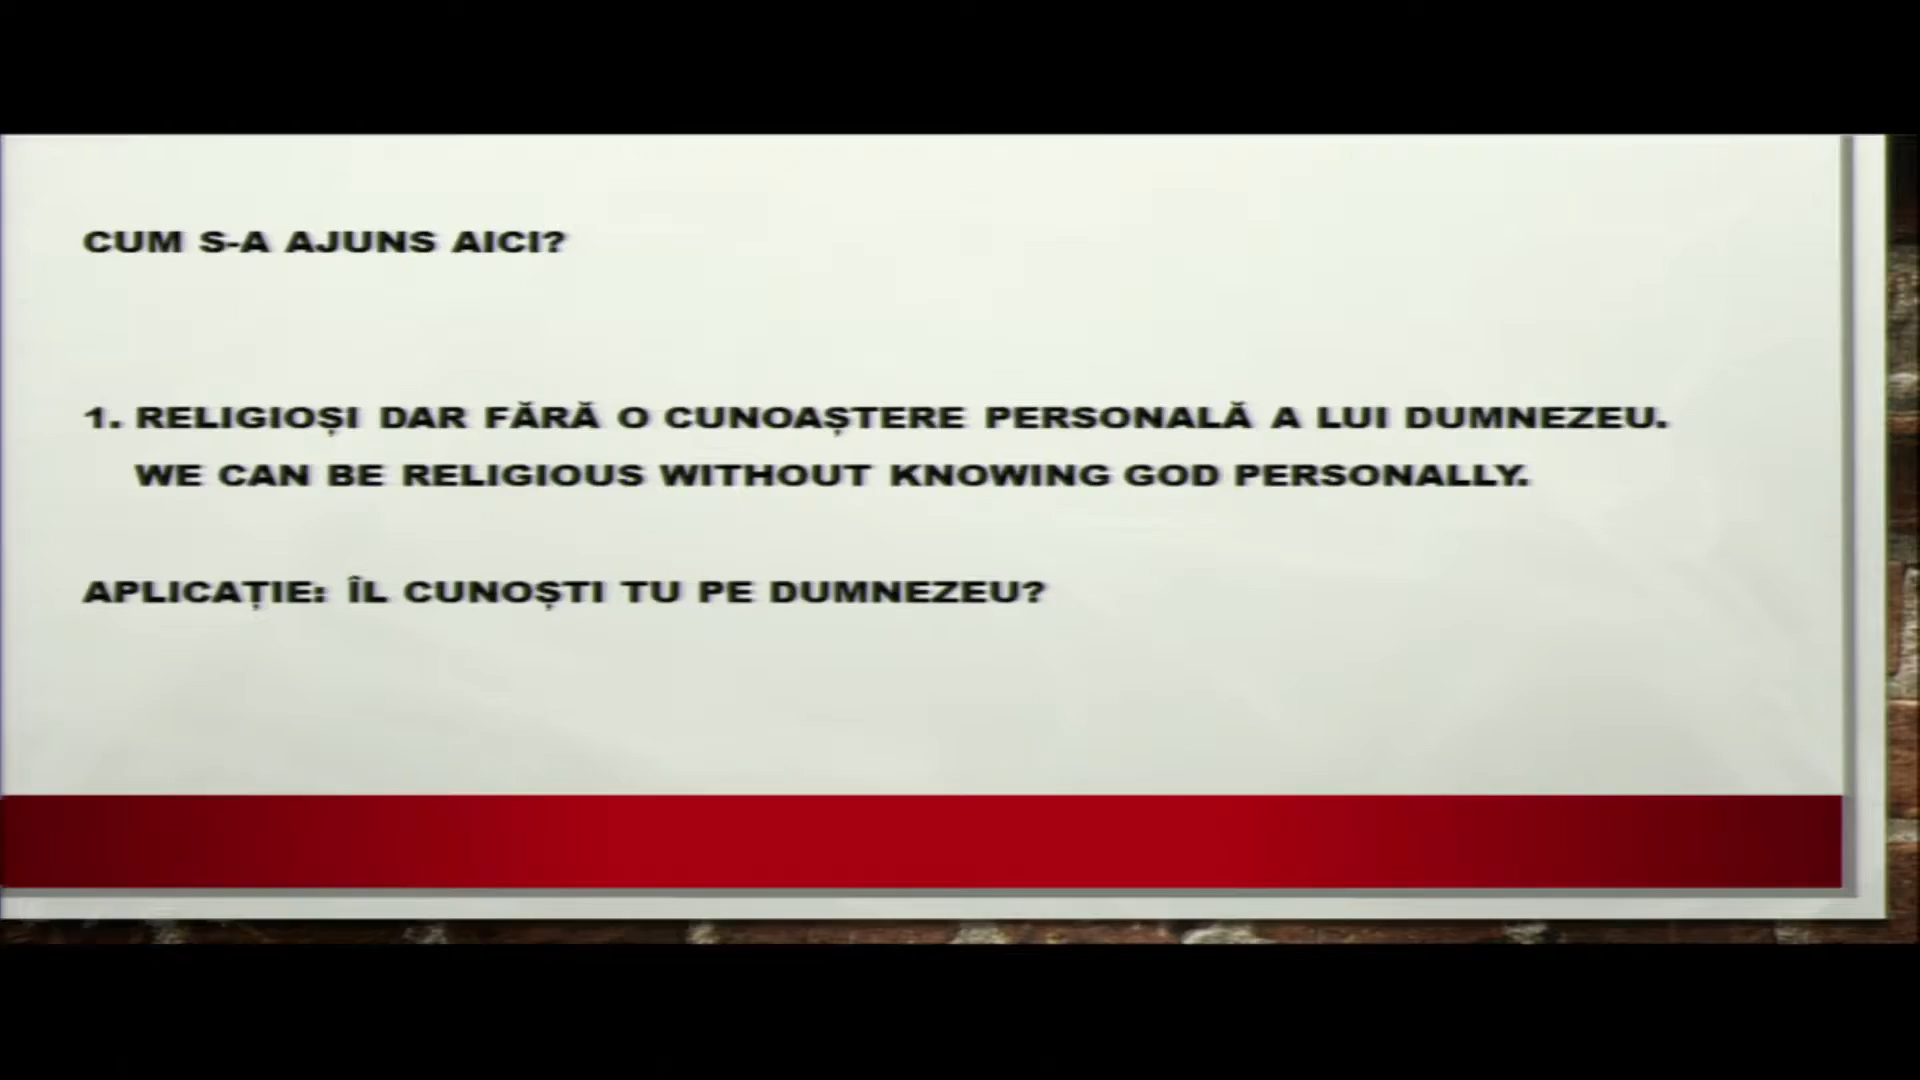 CUM S-A AJUNS AICI?
1. RELIGIOȘI DAR FĂRĂ O CUNOAȘTERE PERSONALĂ A LUI DUMNEZEU.
WE CAN BE RELIGIOUS WITHOUT KNOWING GOD PERSONALLY.
APLICAȚIE: ÎL CUNOȘTI TU PE DUMNEZEU?